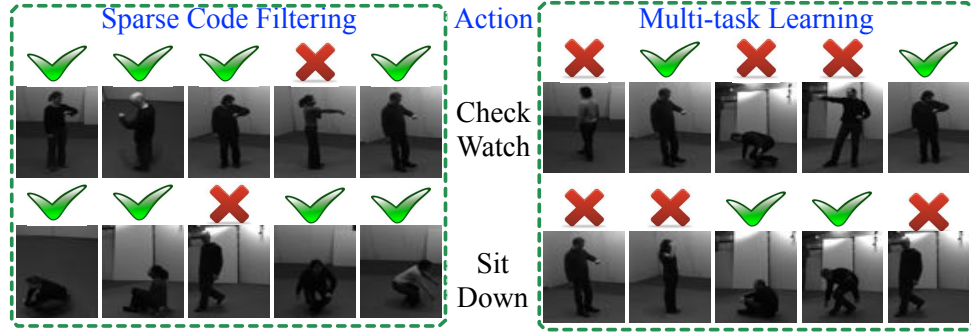 Sparse Code Filtering
Action
Multi-task Learning
Check
Watch
Sit
Down